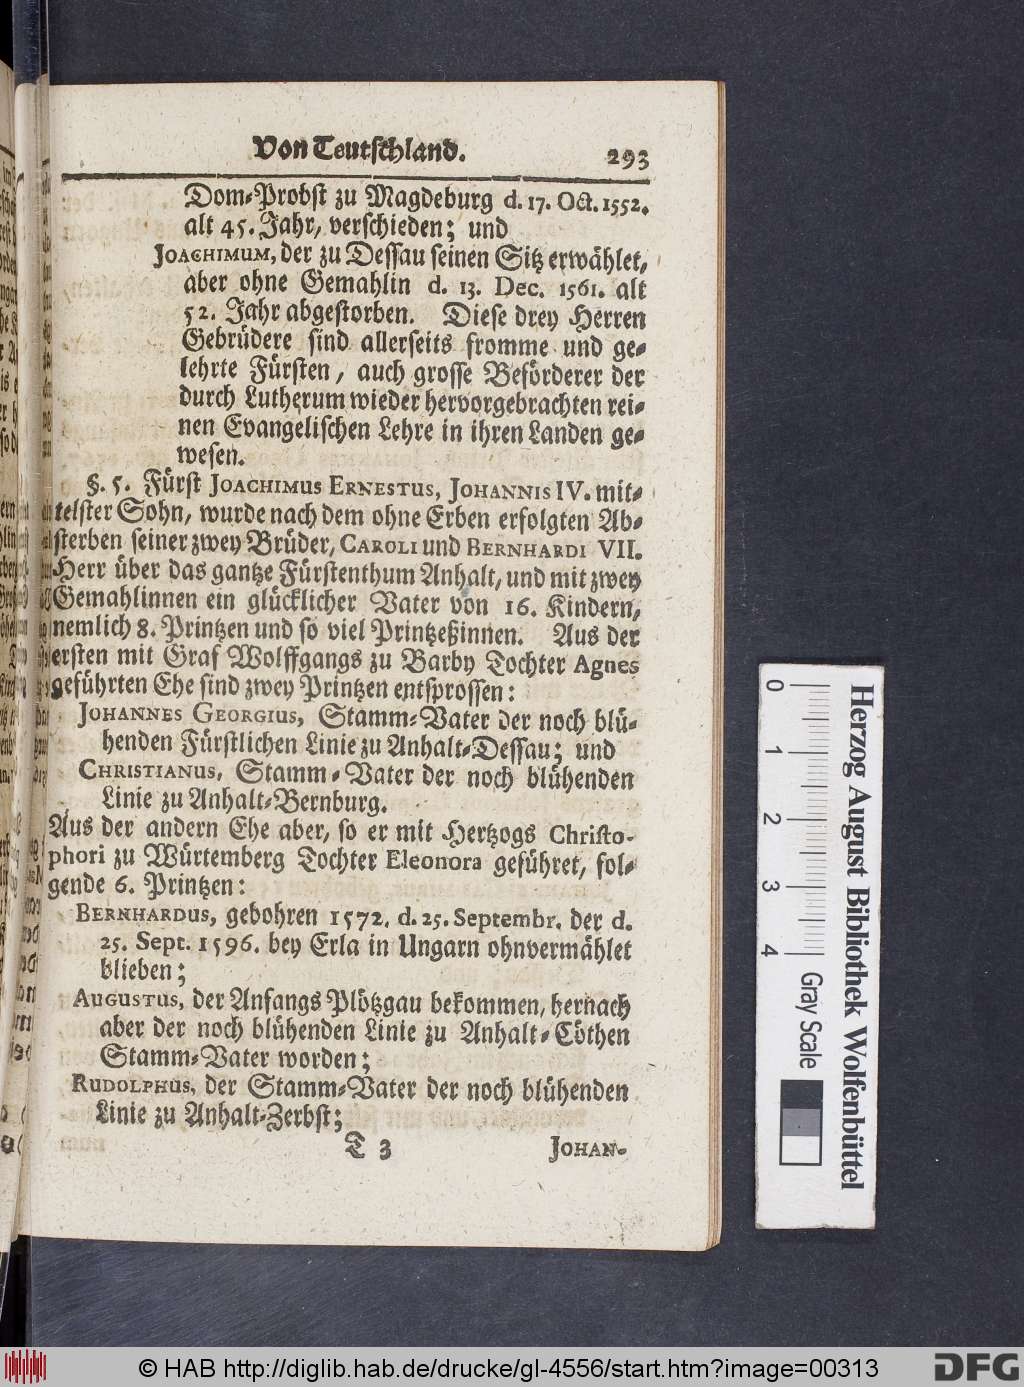 Von Teutschland. 293
Dom-Probst zu Magdeburg d. 17. Oct. 1552.
alt 45. Jahr, verschieden; und
JOACHIMUM, der zu Dessau seinen Sitz erwählet,
aber ohne Gemahlin d. 13. Dec. 1561. alt
52. Jahr abgestorben. Diese drey Herren
Gebrüdere sind allerseits fromme und ge-
lehrte Fürsten, auch grosse Beförderer der
durch Lutherum wieder hervorgebrachten rei-
nen Evangelischen Lehre in ihren Landen ge-
wesen.
§. 5. Fürst JOACHIMUS ERNESTUS, JOHANNIS IV. mit-
telster Sohn, wurde nach dem ohne Erben erfolgten Ab-
sterben seiner zwey Brüder, CAROLI und BERNHARDI VII.
Herr über das gantze Fürstenthum Anhalt, und mit zwey
Gemahlinnen ein glücklicher Vater von 16. Kindern,
nemlich 8. Printzen und so viel Printzeßinnen. Aus der
ersten mit Graf Wolffgangs zu Barby Tochter Agnes
geführten Ehe sind zwey Printzen entsprossen:
JOHANNES GEORGIUS, Stamm-Vater der noch blü-
henden Fürstlichen Linie zu Anhalt-Dessau; und
CHRISTIANUS, Stamm-Vater der noch blühenden
Linie zu Anhalt-Bernburg.
Aus der andern Ehe aber, so er mit Hertzogs Christo-
phori zu Würtemberg Tochter Eleonora geführet, fol-
gende 6. Printzen:
BERNHARDUS, gebohren 1572. d. 25. Septembr. der d.
25. Sept. 1596. bey Erla in Ungarn ohnvermählet
blieben;
AUGUSTUS, der Anfangs Plötzgau bekommen, hernach
aber der noch blühenden Linie zu Anhalt-Cöthen
Stamm-Vater worden;
RUDOLPHUS, der Stamm-Vater der noch blühenden
Linie zu Anhalt-Zerbst;
T 3 JOHAN-
Herzog August Bibliothek Wolfenbüttel
0 1 2 3 4 Gray Scale
© HAB http://diglib.hab.de/drucke/gl-4556/start.htm?image=00313
DFG